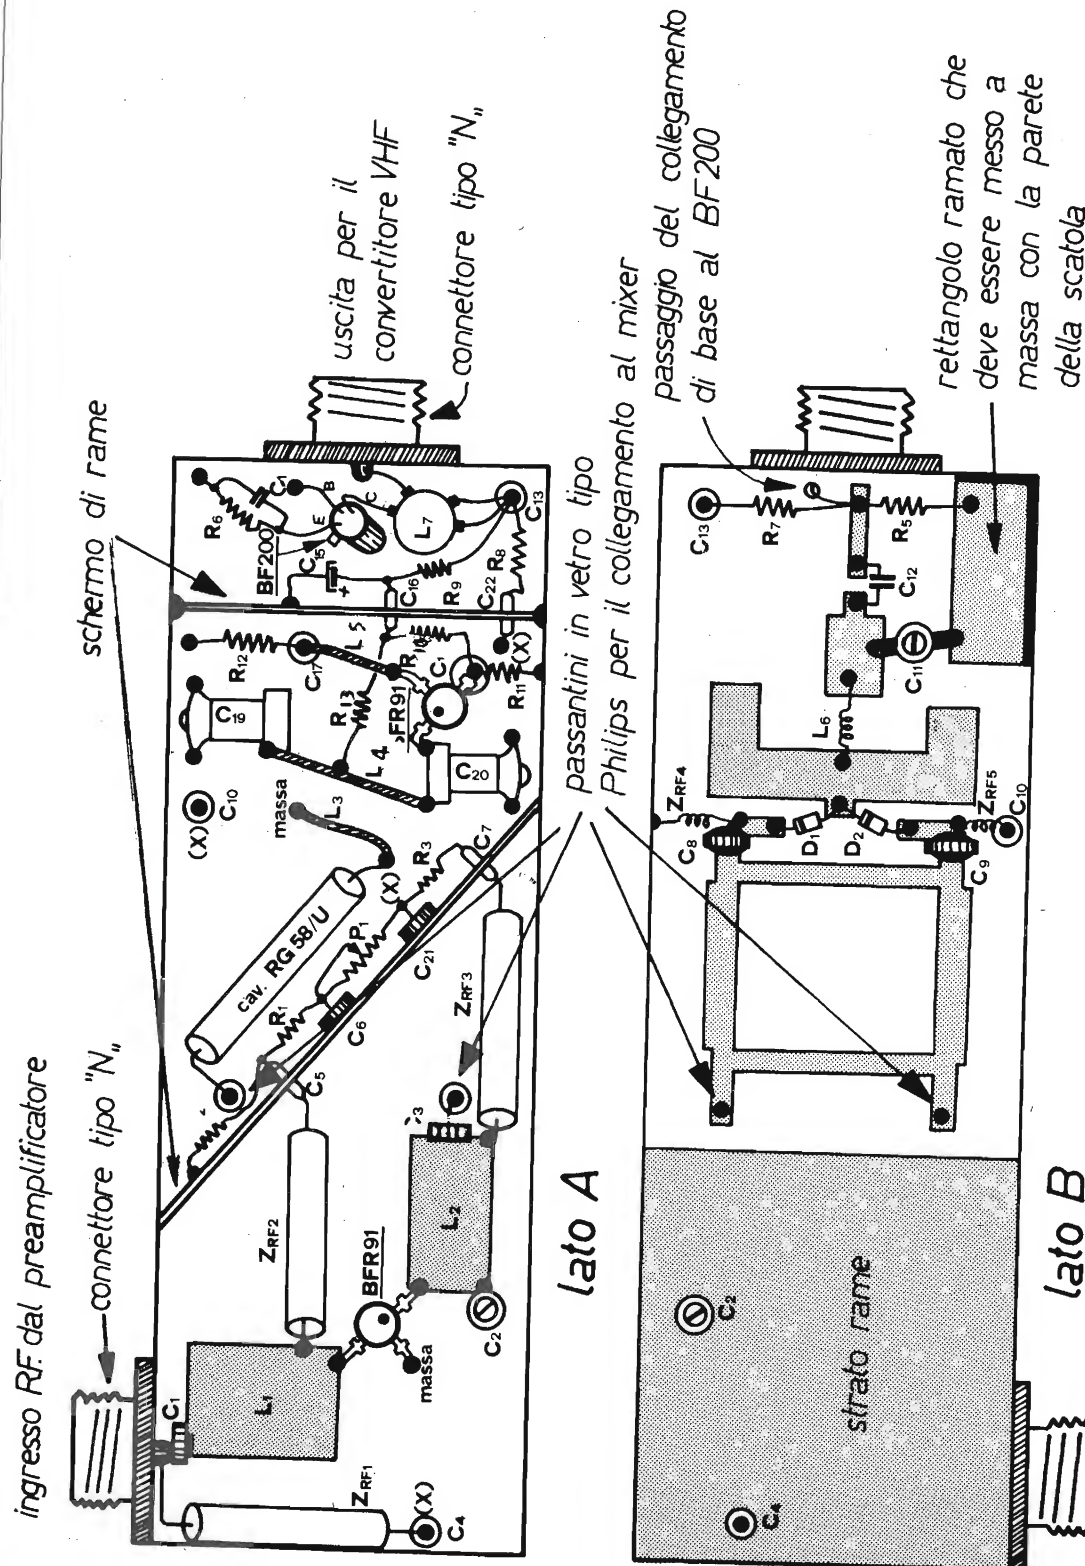 ingresso RF. dal preamplificatore
connettore tipo "N„
schermo di rame
uscita per il
convertitore VHF
connettore tipo "N„
C1
L1
ZRF1
C4
(X)
ZRF2
BFR91
massa
C2
L2
C5
R1
C6
P1
(X)
C21
R3
C7
ZRF3
cav. RG 58/U
massa
L3
(X)
C10
C19
L4
C20
R13
R12
C17
L5
R11
(X)
C16
R9
C22
R8
C13
L7
BF200
C15
R6
E
B
C
+
lato A
passantini in vetro tipo
Philips per il collegamento al mixer
passaggio del collegamento
di base al BF200
rettangolo ramato che
deve essere messo a
massa con la parete
della scatola
C13
R7
R5
C12
C11
L6
ZRF4
C8
D1
D2
ZRF5
C10
C9
strato rame
C2
C4
lato B